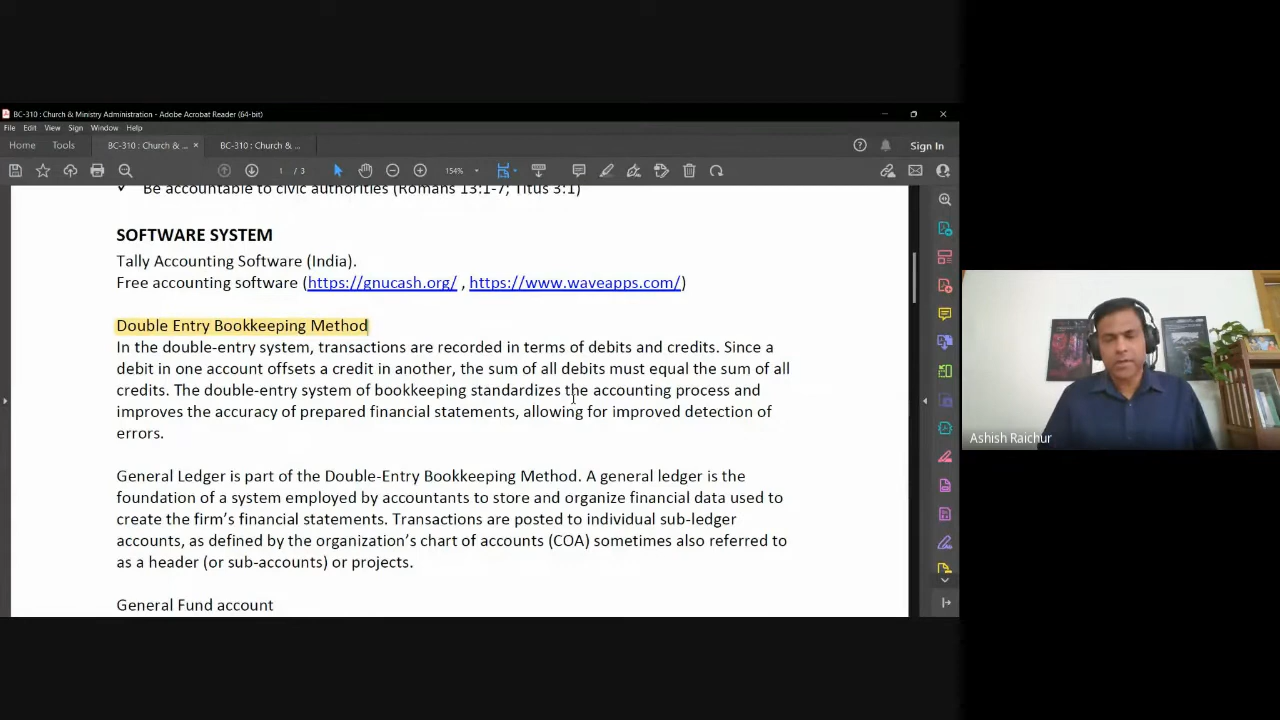 BC-310 : Church & Ministry Administration - Adobe Acrobat Reader (64-bit)
File Edit View Sign Window Help
Home Tools BC-310 : Church & ... × BC-310 : Church & ... Sign In
1 / 3 154%
✓ Be accountable to civic authorities (Romans 13:1-7; Titus 3:1)
SOFTWARE SYSTEM
Tally Accounting Software (India).
Free accounting software (https://gnucash.org/ , https://www.waveapps.com/)
Double Entry Bookkeeping Method
In the double-entry system, transactions are recorded in terms of debits and credits. Since a
debit in one account offsets a credit in another, the sum of all debits must equal the sum of all
credits. The double-entry system of bookkeeping standardizes the accounting process and
improves the accuracy of prepared financial statements, allowing for improved detection of
errors.
General Ledger is part of the Double-Entry Bookkeeping Method. A general ledger is the
foundation of a system employed by accountants to store and organize financial data used to
create the firm's financial statements. Transactions are posted to individual sub-ledger
accounts, as defined by the organization's chart of accounts (COA) sometimes also referred to
as a header (or sub-accounts) or projects.
General Fund account
Ashish Raichur